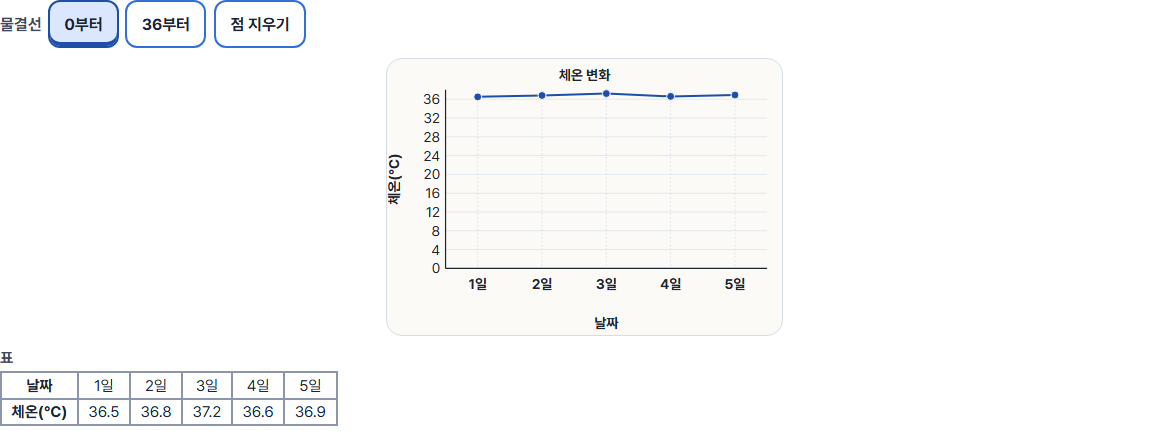 물결선 0부터 36부터 점 지우기
체온 변화
체온(°C)
36
32
28
24
20
16
12
8
4
0
1일 2일 3일 4일 5일
날짜
표
날짜 1일 2일 3일 4일 5일
체온(°C) 36.5 36.8 37.2 36.6 36.9